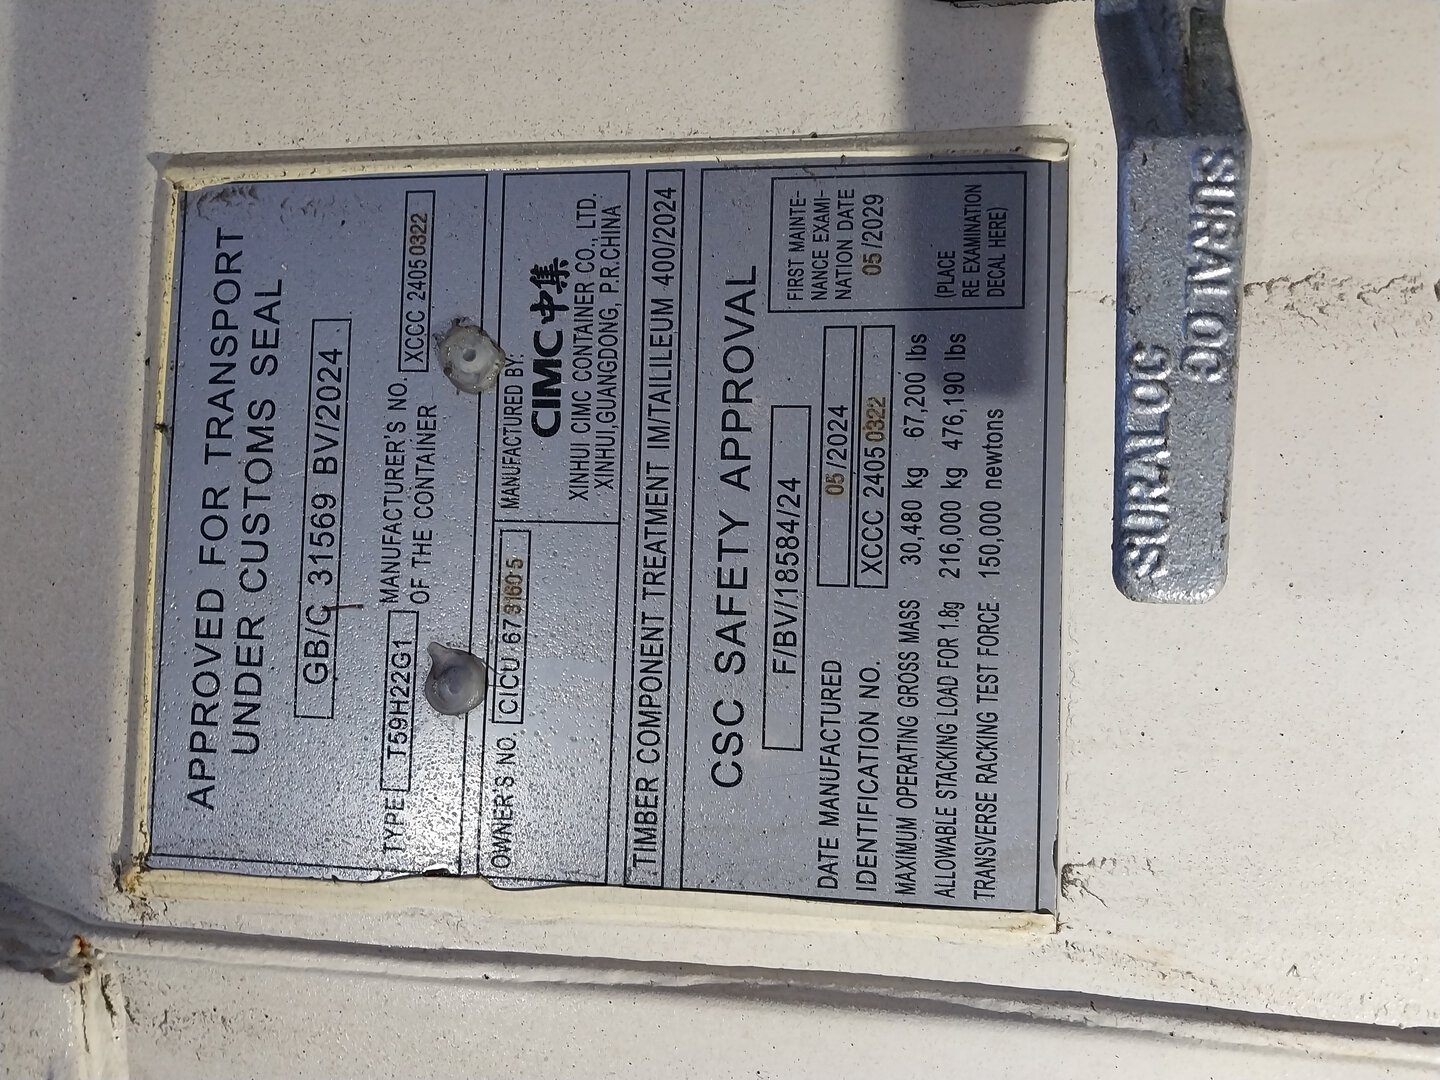 APPROVED FOR TRANSPORT
UNDER CUSTOMS SEAL
GB/C 31569 BV/2024
TYPE T59H22G1 MANUFACTURER'S NO. XCCC 2405 0322
OF THE CONTAINER
OWNER'S NO. CICU 67 31605
MANUFACTURED BY:
CIMC 中集
XINHUI CIMC CONTAINER CO., LTD.
XINHUI,GUANGDONG, P.R.CHINA
TIMBER COMPONENT TREATMENT IM/TAILILEUM 400/2024
CSC SAFETY APPROVAL
F/BV/18584/24
DATE MANUFACTURED 05/2024
IDENTIFICATION NO. XCCC 2405 0322
MAXIMUM OPERATING GROSS MASS 30,480 kg 67,200 lbs
ALLOWABLE STACKING LOAD FOR 1.8g 216,000 kg 476,190 lbs
TRANSVERSE RACKING TEST FORCE 150,000 newtons
FIRST MAINTE-
NANCE EXAMI-
NATION DATE
05/2029
(PLACE
RE EXAMINATION
DECAL HERE)
SURALOC
SURALOC